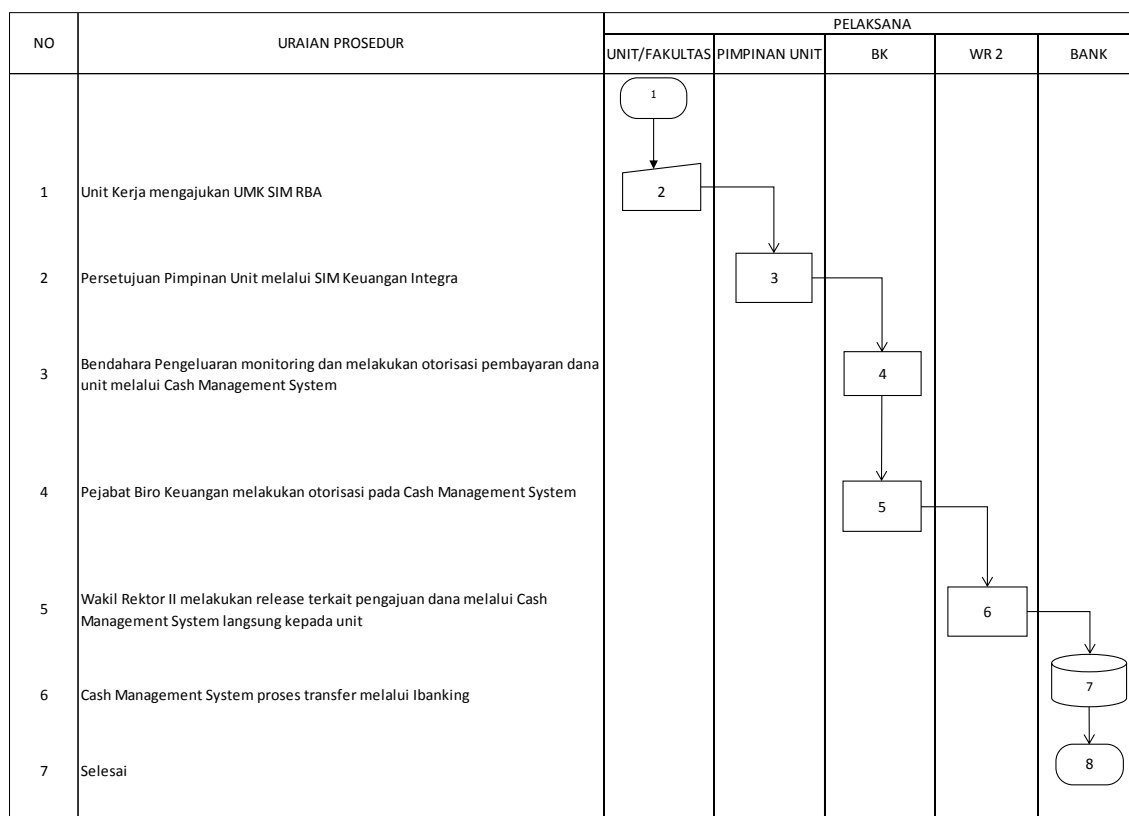 NO
URAIAN PROSEDUR
PELAKSANA
UNIT/FAKULTAS
PIMPINAN UNIT
BK
WR 2
BANK
1
1
Unit Kerja mengajukan UMK SIM RBA
2
2
Persetujuan Pimpinan Unit melalui SIM Keuangan Integra
3
3
Bendahara Pengeluaran monitoring dan melakukan otorisasi pembayaran dana
unit melalui Cash Management System
4
4
Pejabat Biro Keuangan melakukan otorisasi pada Cash Management System
5
5
Wakil Rektor II melakukan release terkait pengajuan dana melalui Cash
Management System langsung kepada unit
6
6
Cash Management System proses transfer melalui Ibanking
7
7
Selesai
8